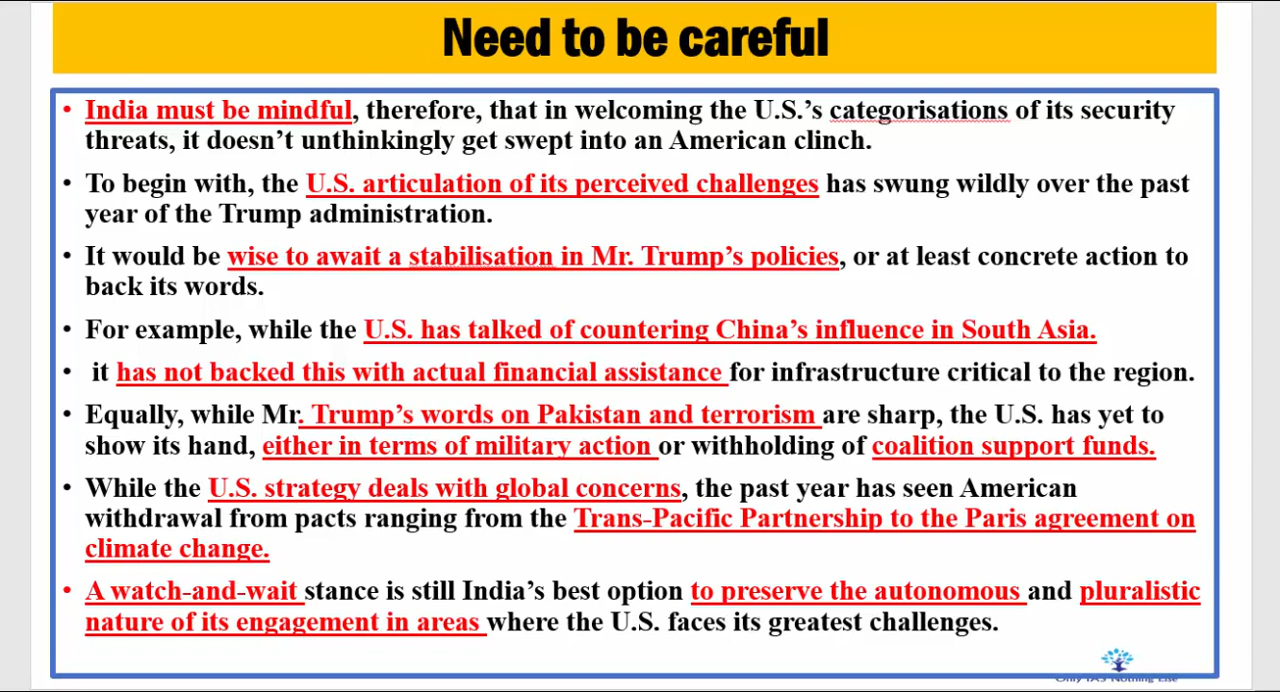 Need to be careful
• India must be mindful, therefore, that in welcoming the U.S.'s categorisations of its security
threats, it doesn't unthinkingly get swept into an American clinch.
• To begin with, the U.S. articulation of its perceived challenges has swung wildly over the past
year of the Trump administration.
• It would be wise to await a stabilisation in Mr. Trump's policies, or at least concrete action to
back its words.
• For example, while the U.S. has talked of countering China's influence in South Asia.
• it has not backed this with actual financial assistance for infrastructure critical to the region.
• Equally, while Mr. Trump's words on Pakistan and terrorism are sharp, the U.S. has yet to
show its hand, either in terms of military action or withholding of coalition support funds.
• While the U.S. strategy deals with global concerns, the past year has seen American
withdrawal from pacts ranging from the Trans-Pacific Partnership to the Paris agreement on
climate change.
• A watch-and-wait stance is still India's best option to preserve the autonomous and pluralistic
nature of its engagement in areas where the U.S. faces its greatest challenges.
Only IAS Nothing Else